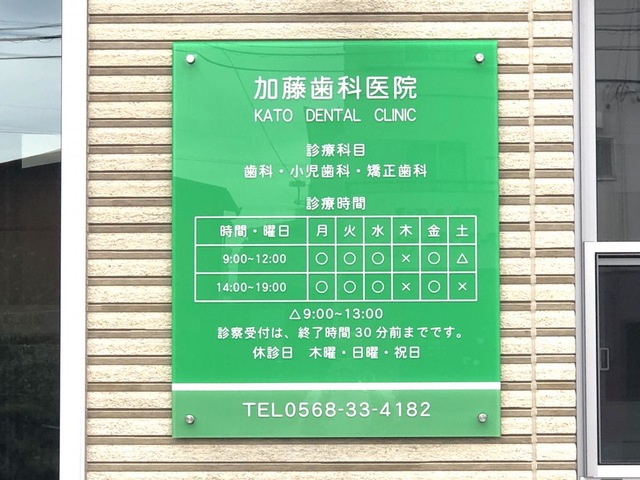 加藤歯科医院
KATO DENTAL CLINIC
診療科目
歯科・小児歯科・矯正歯科
診療時間
時間・曜日 月 火 水 木 金 土
9:00~12:00 ○ ○ ○ × ○ △
14:00~19:00 ○ ○ ○ × ○ ×
△9:00~13:00
診察受付は、終了時間30分前までです。
休診日 木曜・日曜・祝日
TEL0568-33-4182